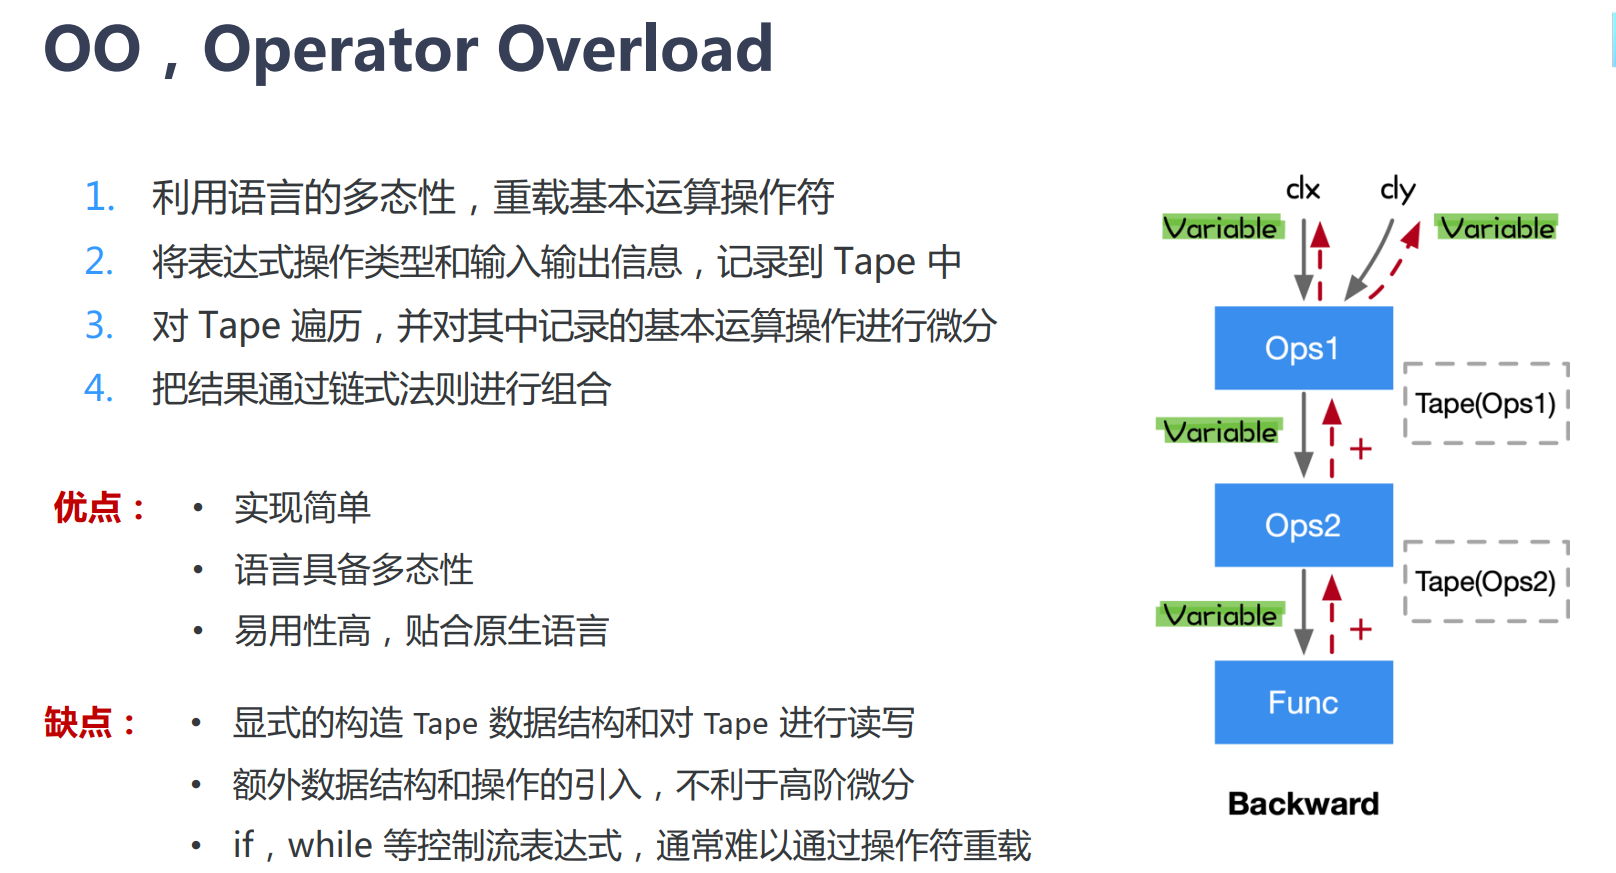 OO，Operator Overload
1. 利用语言的多态性，重载基本运算操作符
2. 将表达式操作类型和输入输出信息，记录到 Tape 中
3. 对 Tape 遍历，并对其中记录的基本运算操作进行微分
4. 把结果通过链式法则进行组合
优点：
• 实现简单
• 语言具备多态性
• 易用性高，贴合原生语言
缺点：
• 显式的构造 Tape 数据结构和对 Tape 进行读写
• 额外数据结构和操作的引入，不利于高阶微分
• if，while 等控制流表达式，通常难以通过操作符重载
dx dy
Variable Variable
Ops1
Tape(Ops1)
Variable +
Ops2
Tape(Ops2)
Variable +
Func
Backward